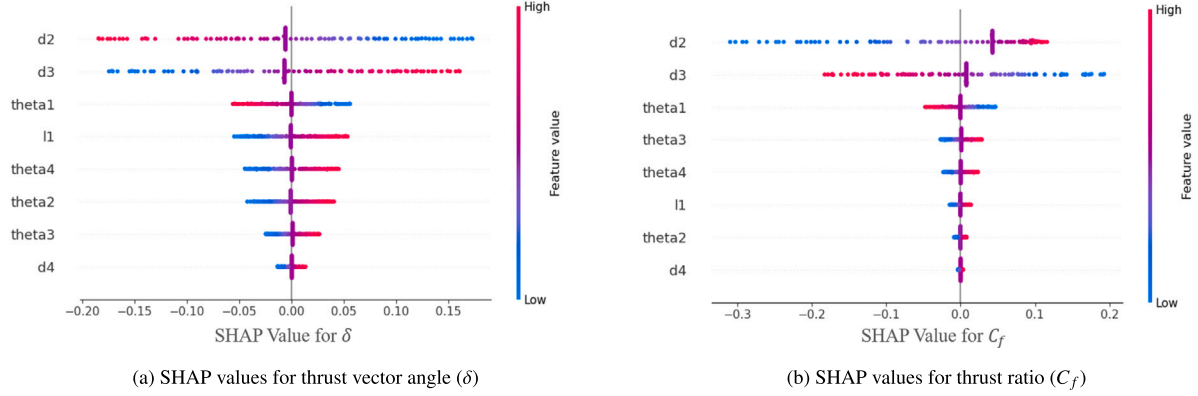 High
d2
d3
theta1
l1
theta4
theta2
theta3
d4
Feature value
Low
−0.20 −0.15 −0.10 −0.05 0.00 0.05 0.10 0.15
SHAP Value for δ
(a) SHAP values for thrust vector angle (δ)
High
d2
d3
theta1
theta3
theta4
l1
theta2
d4
Feature value
Low
−0.3 −0.2 −0.1 0.0 0.1 0.2
SHAP Value for C_f
(b) SHAP values for thrust ratio (C_f)